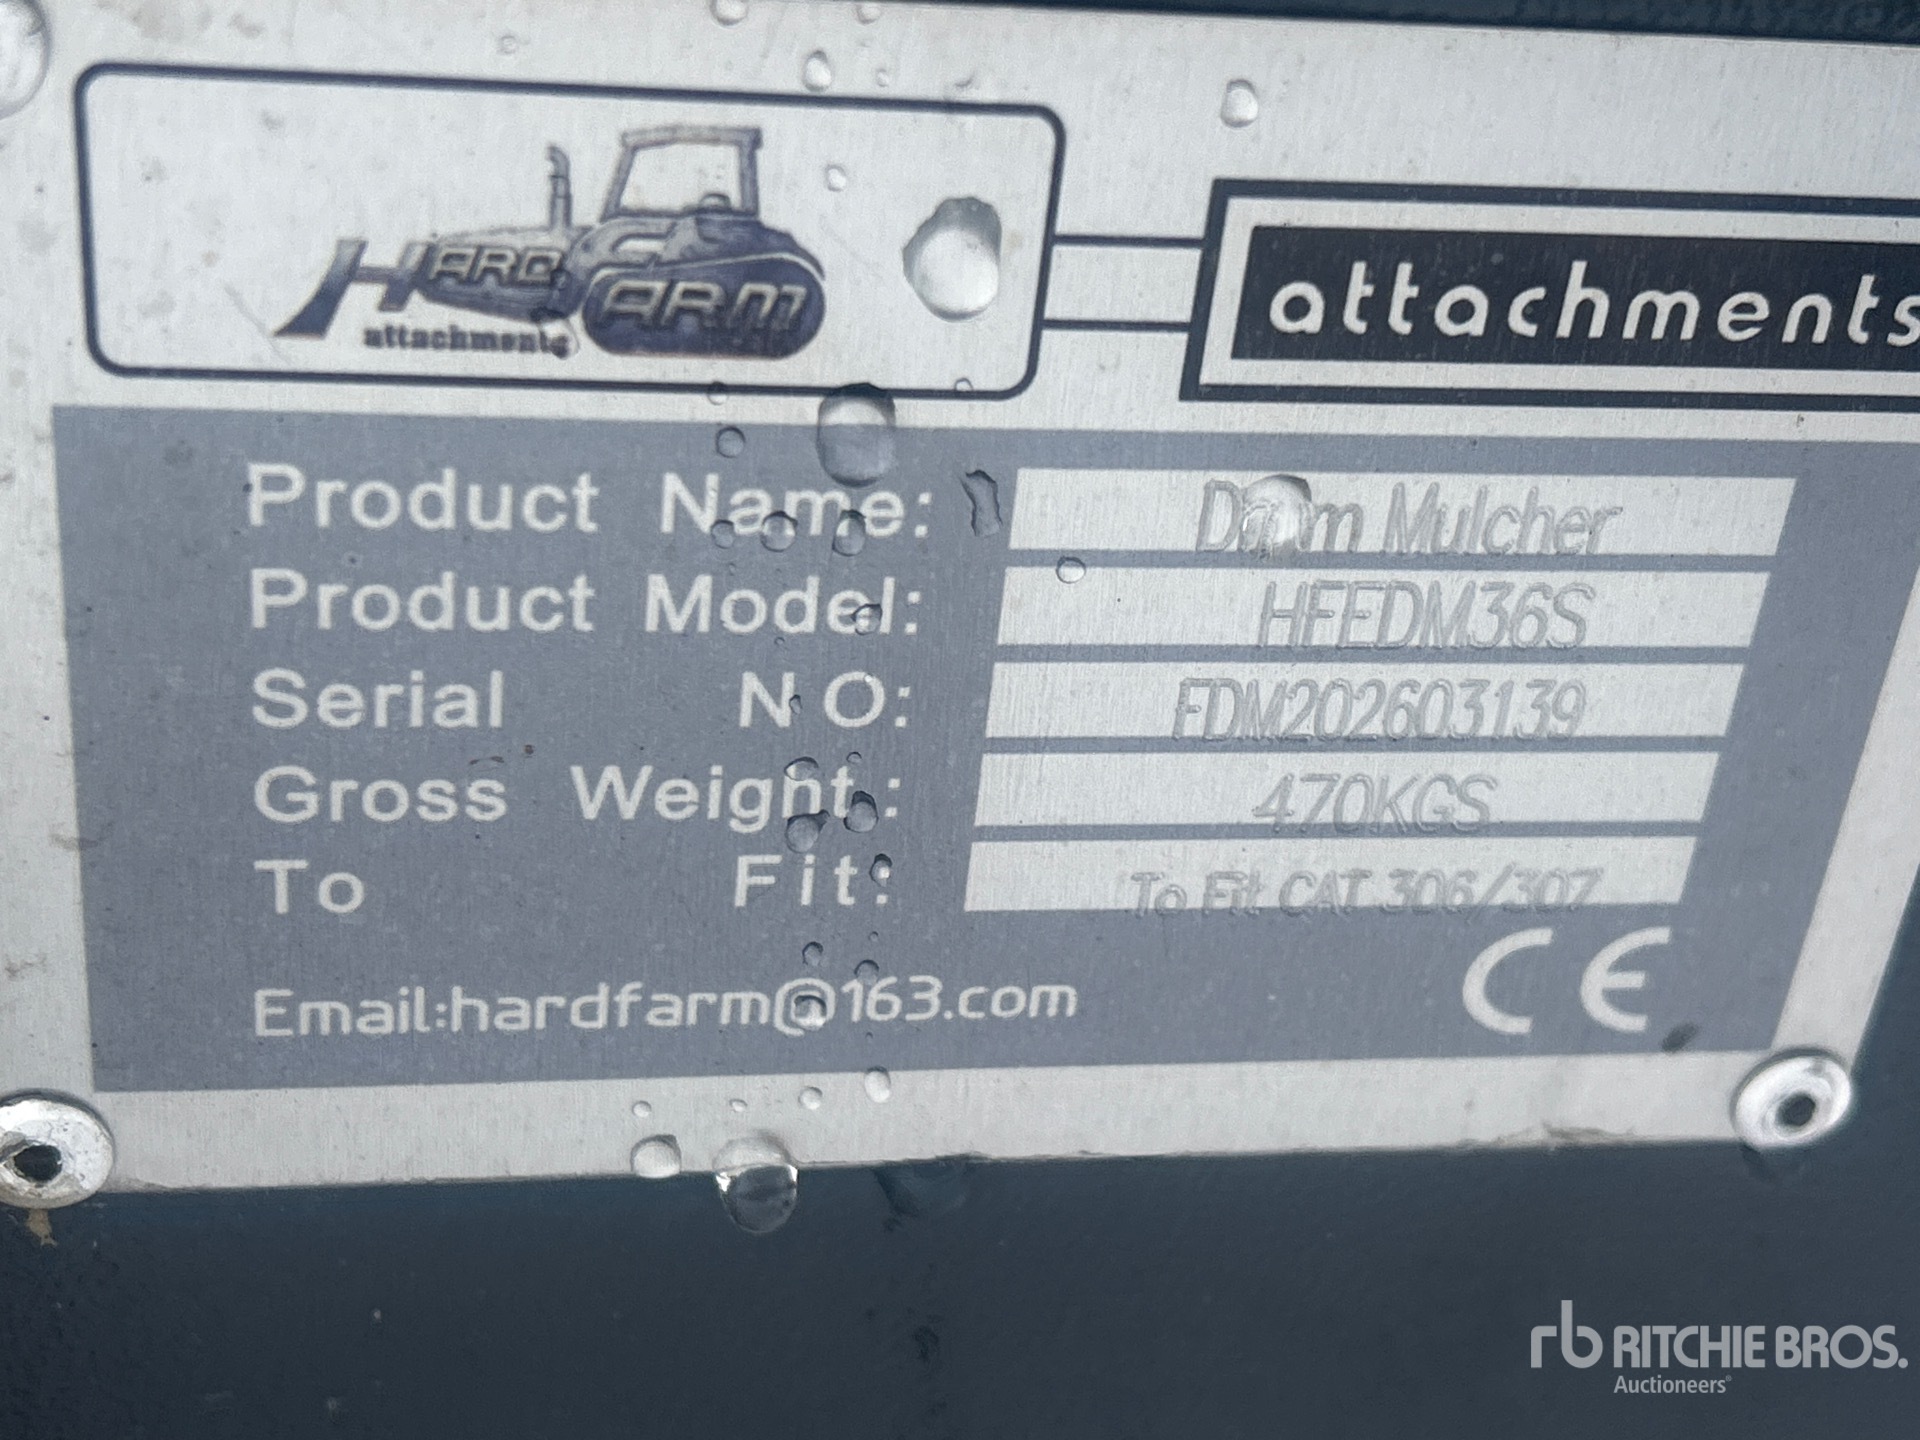 HARD FARM
attachments
attachments
Product Name: Drum Mulcher
Product Model: HFEDM36S
Serial NO: FDM202603139
Gross Weight: 470KGS
To Fit: To Fit CAT 306/307
Email:hardfarm@163.com
CE
rb RITCHIE BROS.
Auctioneers®